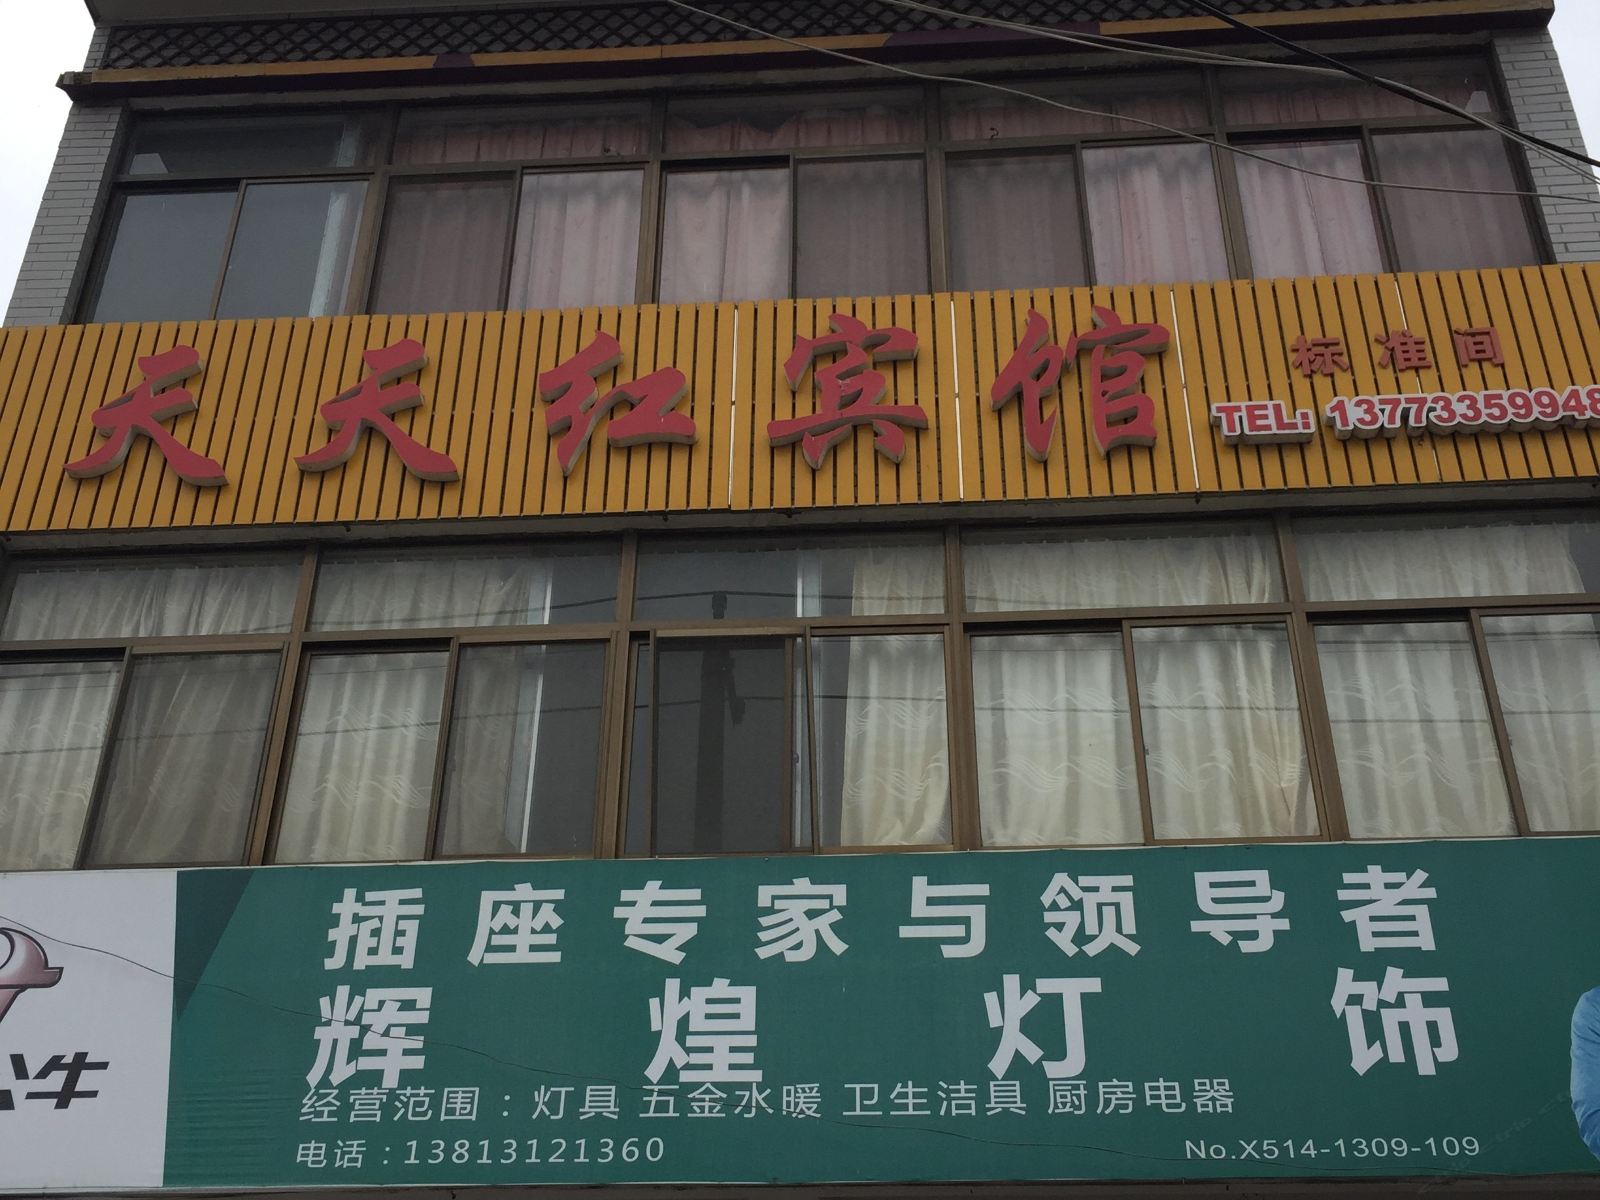 天天红宾馆
标准间
TEL: 13773359948
插座专家与领导者
辉煌灯饰
公牛
经营范围：灯具 五金水暖 卫生洁具 厨房电器
电话：13813121360
No.X514-1309-109